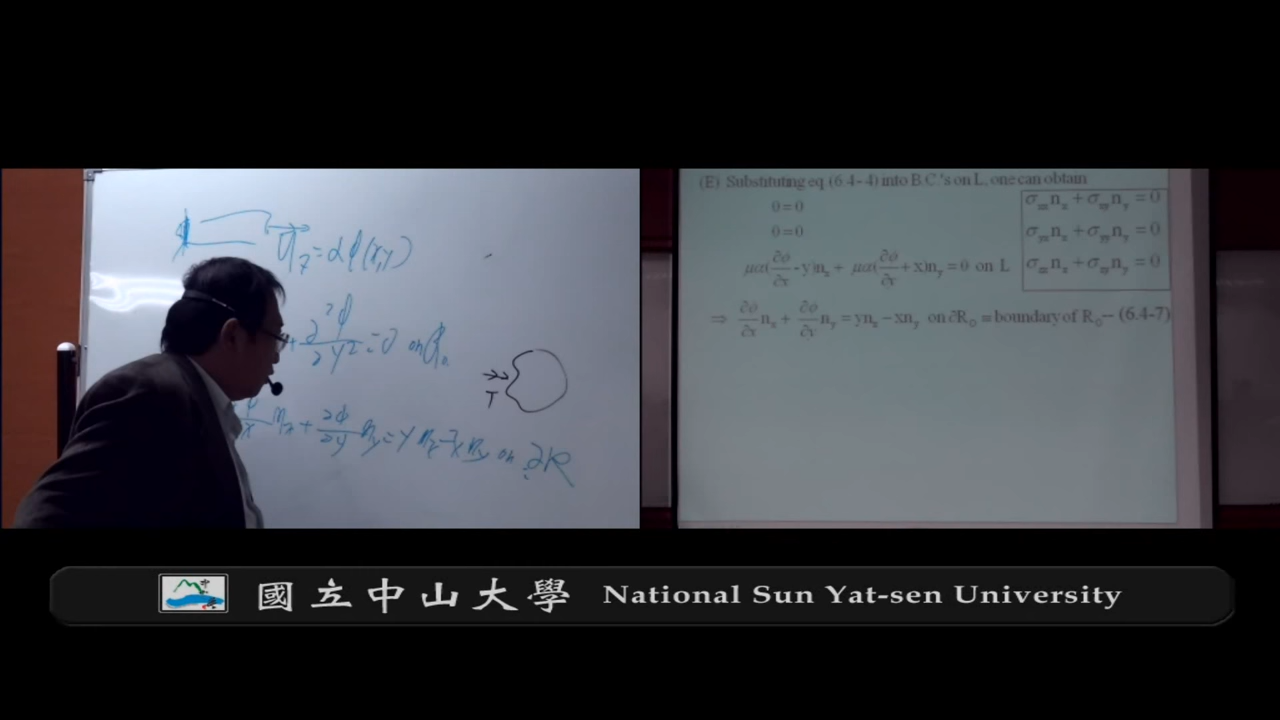 U_z = αφ(x,y)
+ ∂²φ/∂y² = 0 on R₀
T
n_x + ∂φ/∂y n_y = y n_x - x n_y on ∂R
(E) Substituting eq (6.4-4) into B.C.'s on L, one can obtain
0 = 0
0 = 0
μα(∂φ/∂x - y)n_x + μα(∂φ/∂y + x)n_y = 0 on L
⇒ ∂φ/∂x n_x + ∂φ/∂y n_y = yn_x - xn_y on ∂R₀ ≡ boundary of R₀ – (6.4-7)
σ_xx n_x + σ_xy n_y = 0
σ_yx n_x + σ_yy n_y = 0
σ_zx n_x + σ_zy n_y = 0
國立中山大學 National Sun Yat-sen University